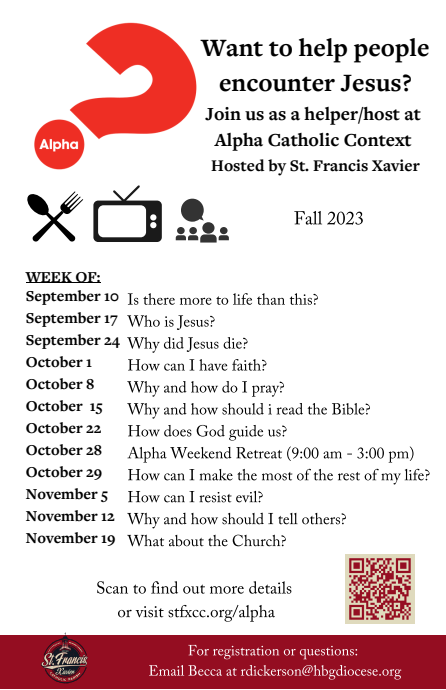 Want to help people
encounter Jesus?
Join us as a helper/host at
Alpha Catholic Context
Hosted by St. Francis Xavier
Alpha
Fall 2023
WEEK OF:
September 10 Is there more to life than this?
September 17 Who is Jesus?
September 24 Why did Jesus die?
October 1 How can I have faith?
October 8 Why and how do I pray?
October 15 Why and how should i read the Bible?
October 22 How does God guide us?
October 28 Alpha Weekend Retreat (9:00 am - 3:00 pm)
October 29 How can I make the most of the rest of my life?
November 5 How can I resist evil?
November 12 Why and how should I tell others?
November 19 What about the Church?
Scan to find out more details
or visit stfxcc.org/alpha
St. Francis
Xavier
For registration or questions:
Email Becca at rdickerson@hbgdiocese.org